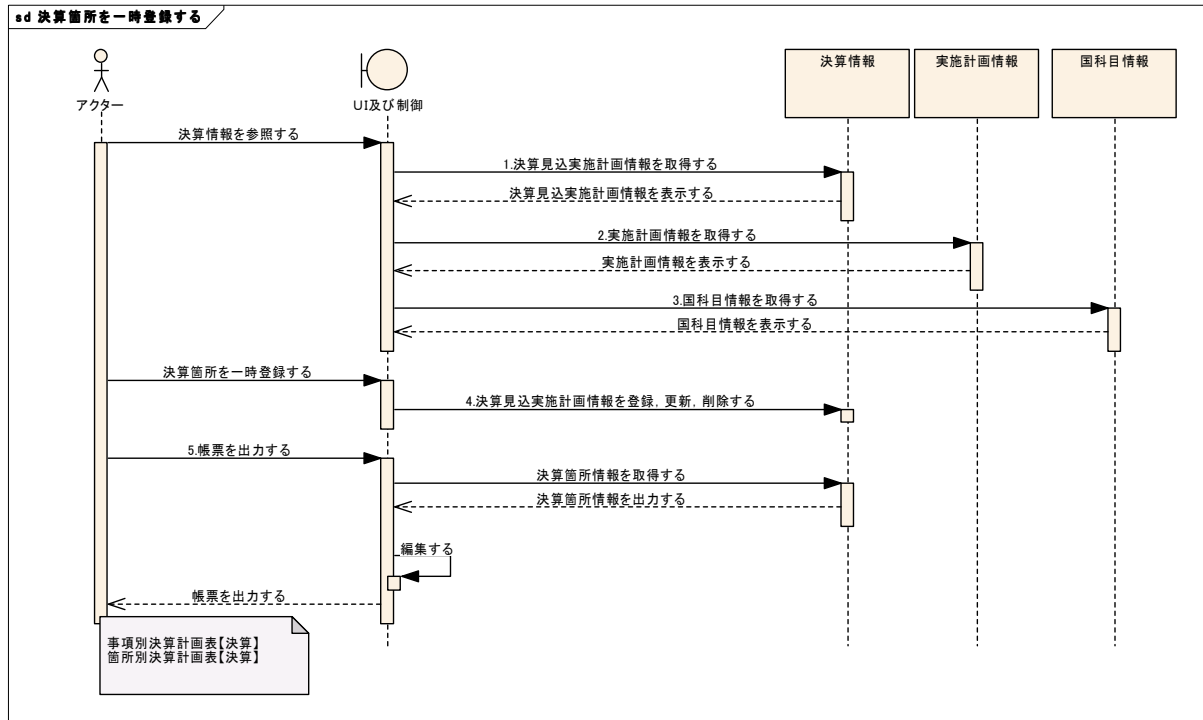 sd 決算箇所を一時登録する
アクター
UI及び制御
決算情報
実施計画情報
国科目情報
決算情報を参照する
1.決算見込実施計画情報を取得する
決算見込実施計画情報を表示する
2.実施計画情報を取得する
実施計画情報を表示する
3.国科目情報を取得する
国科目情報を表示する
決算箇所を一時登録する
4.決算見込実施計画情報を登録,更新,削除する
5.帳票を出力する
決算箇所情報を取得する
決算箇所情報を出力する
編集する
帳票を出力する
事項別決算計画表【決算】
箇所別決算計画表【決算】